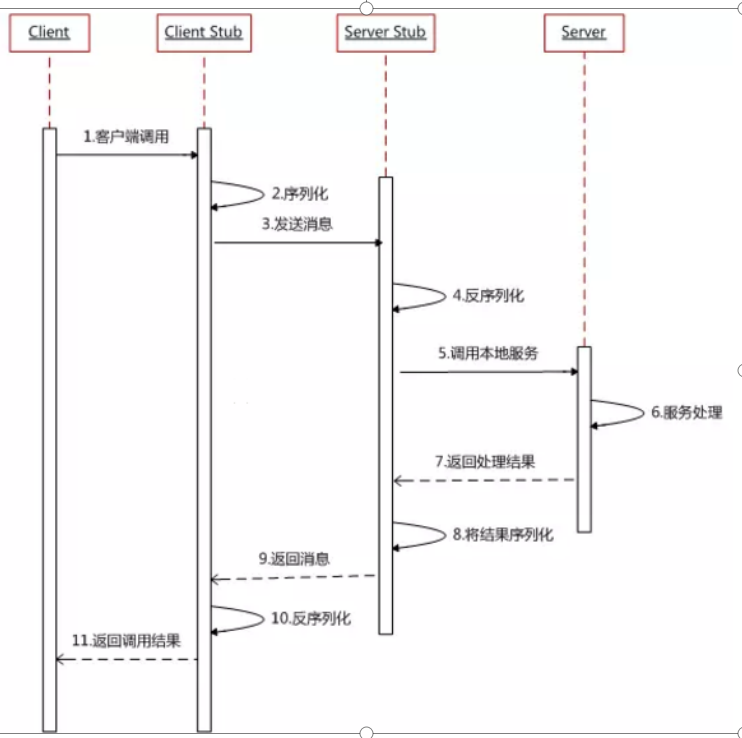 Client
Client Stub
Server Stub
Server
1.客户端调用
2.序列化
3.发送消息
4.反序列化
5.调用本地服务
6.服务处理
7.返回处理结果
8.将结果序列化
9.返回消息
10.反序列化
11.返回调用结果